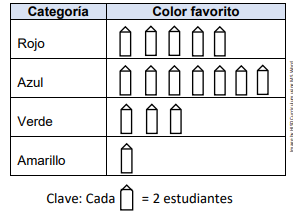 Categoría Color favorito
Rojo
Azul
Verde
Amarillo
Clave: Cada = 2 estudiantes